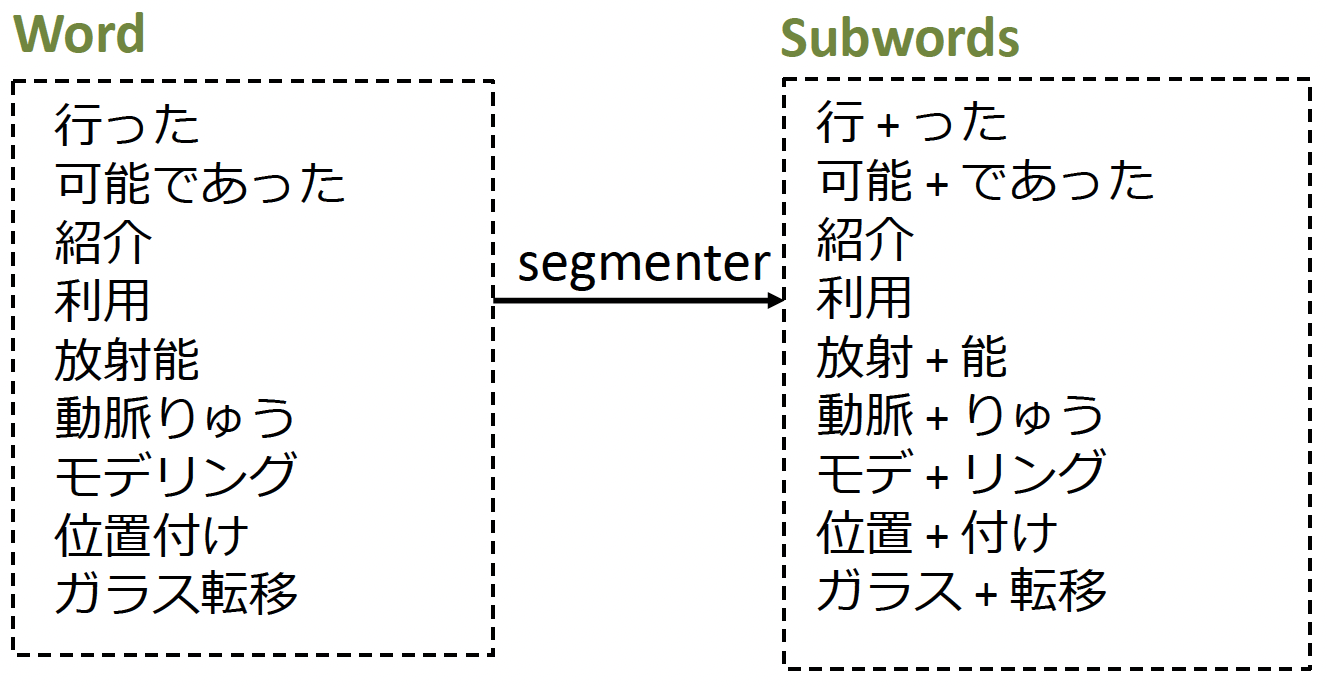 Word
行った
可能であった
紹介
利用
放射能
動脈りゅう
モデリング
位置付け
ガラス転移
segmenter
Subwords
行 + った
可能 + であった
紹介
利用
放射 + 能
動脈 + りゅう
モデ + リング
位置 + 付け
ガラス + 転移